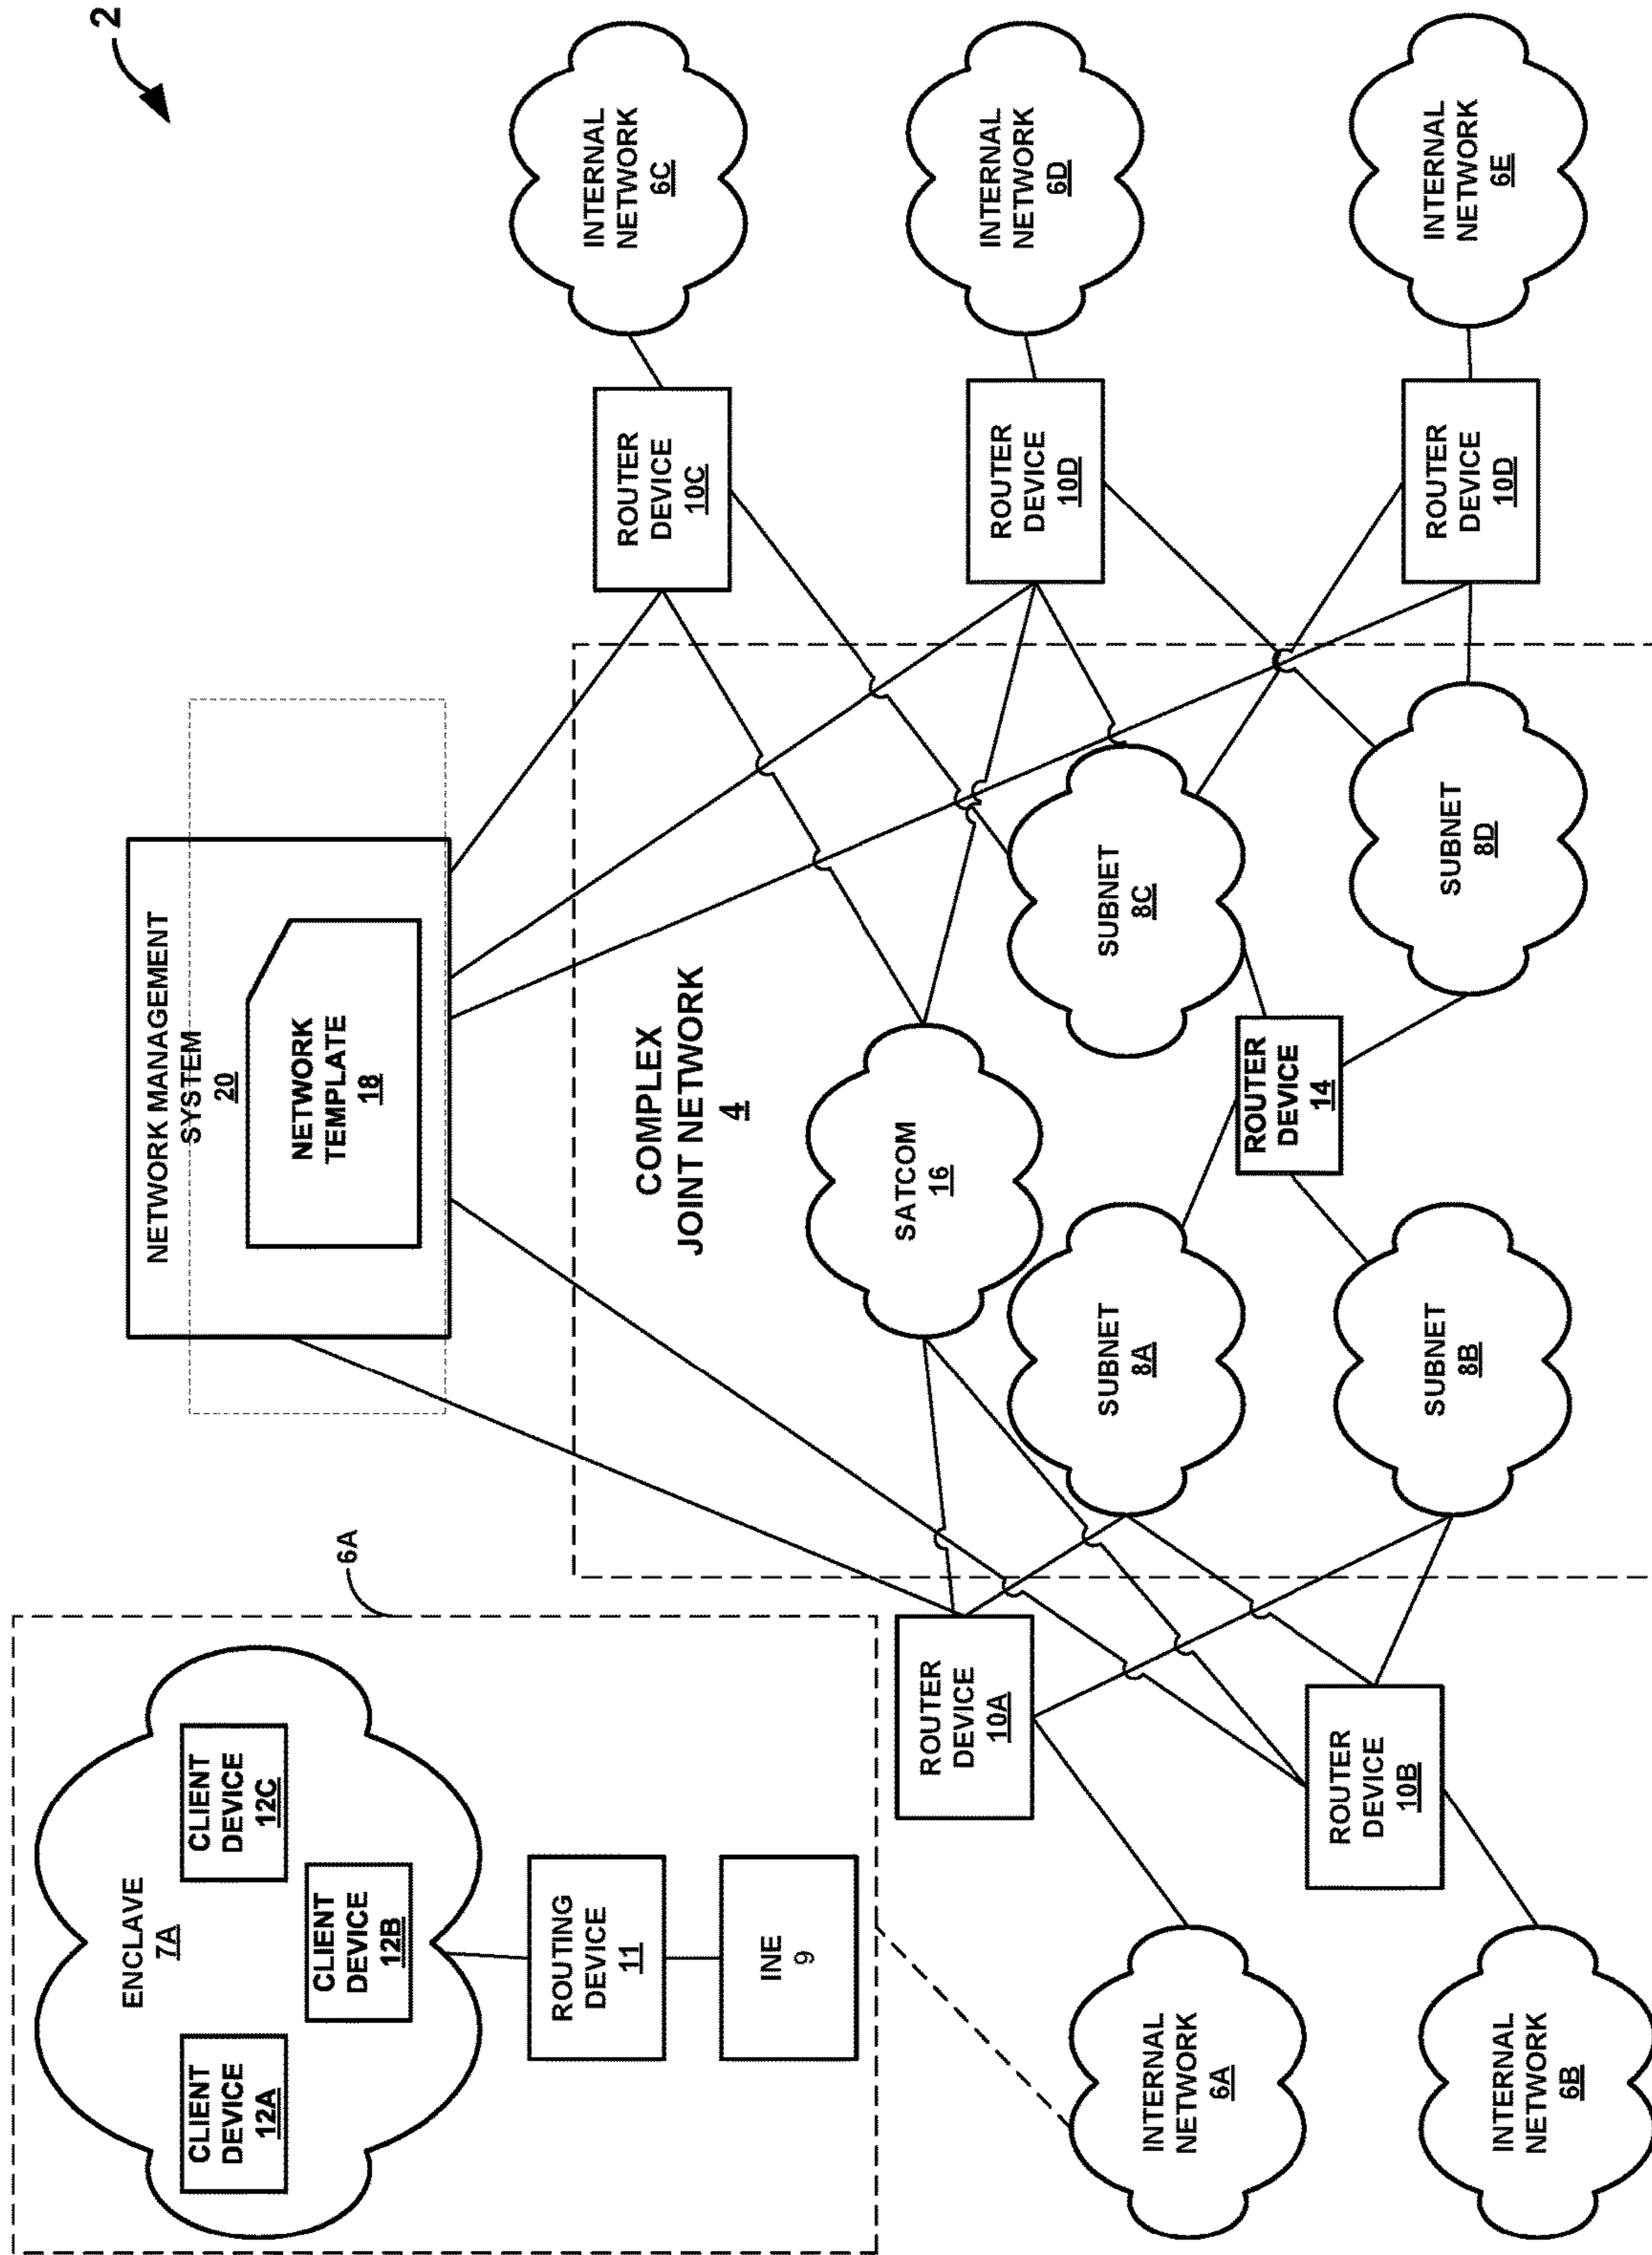 2
6A
ENCLAVE
7A
CLIENT
DEVICE
12A
CLIENT
DEVICE
12B
CLIENT
DEVICE
12C
ROUTING
DEVICE
11
INE
9
NETWORK MANAGEMENT
SYSTEM
20
NETWORK
TEMPLATE
18
COMPLEX
JOINT NETWORK
4
INTERNAL
NETWORK
6A
INTERNAL
NETWORK
6B
ROUTER
DEVICE
10A
ROUTER
DEVICE
10B
SATCOM
16
SUBNET
8A
SUBNET
8B
ROUTER
DEVICE
14
SUBNET
8C
SUBNET
8D
ROUTER
DEVICE
10C
ROUTER
DEVICE
10D
ROUTER
DEVICE
10D
INTERNAL
NETWORK
6C
INTERNAL
NETWORK
6D
INTERNAL
NETWORK
6E